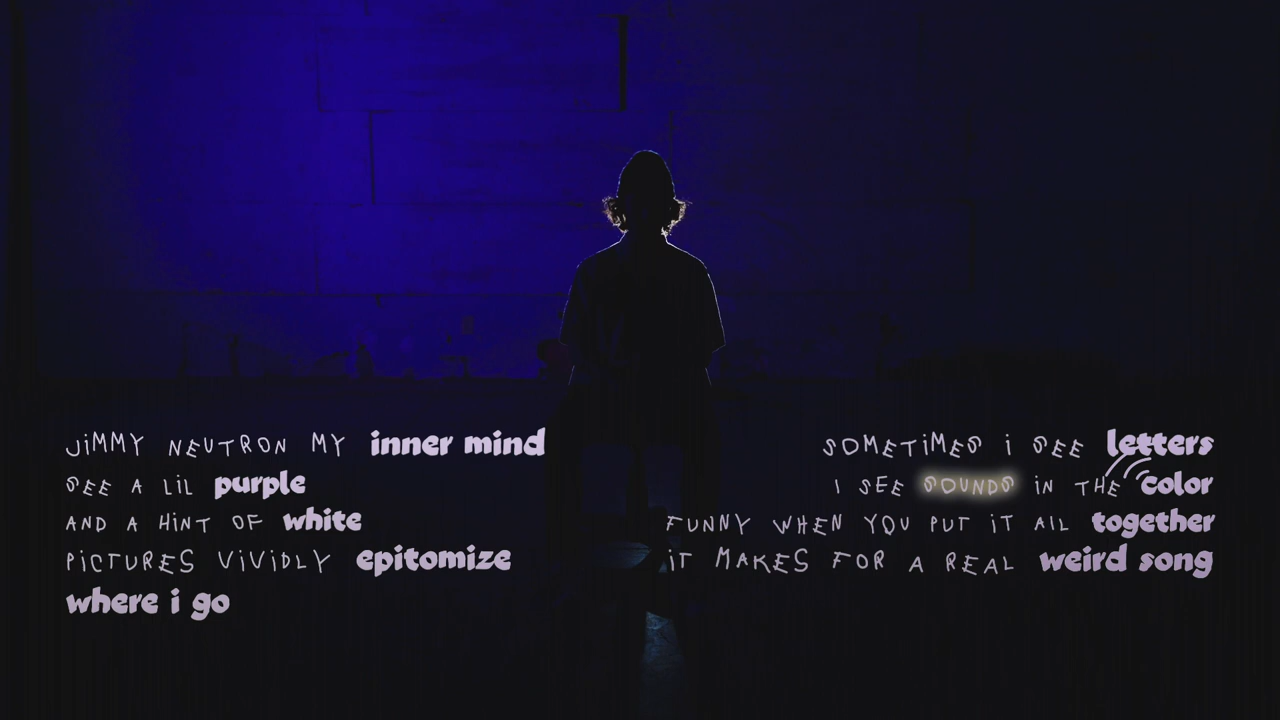 JiMMY NEUTRON MY inner mind
SEE A LiL purple
AND A HiNT OF white
PiCTURES ViViDLY epitomize
where i go
SOMETiMES i SEE letters
I SEE SOUNDS iN THE color
FUNNY WHEN YOU PUT iT ALL together
iT MAKES FOR A REAL weird song